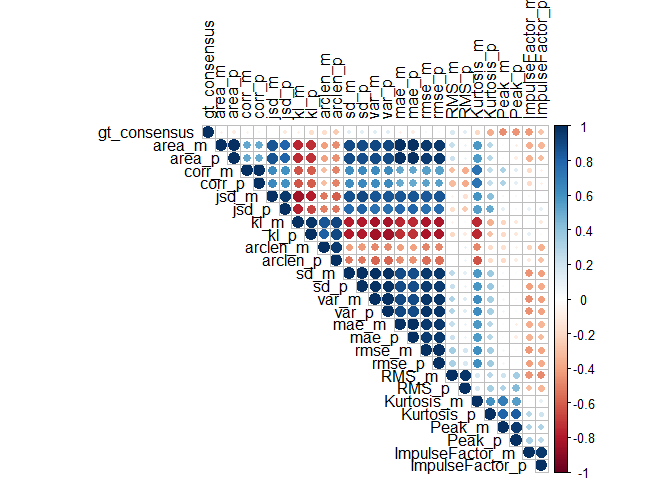 gt_consensus
area_m
area_p
corr_m
corr_p
jsd_m
jsd_p
kl_m
kl_p
arclen_m
arclen_p
sd_m
sd_p
var_m
var_p
mae_m
mae_p
rmse_m
rmse_p
RMS_m
RMS_p
Kurtosis_m
Kurtosis_p
Peak_m
Peak_p
ImpulseFactor_m
ImpulseFactor_p
gt_consensus
area_m
area_p
corr_m
corr_p
jsd_m
jsd_p
kl_m
kl_p
arclen_m
arclen_p
sd_m
sd_p
var_m
var_p
mae_m
mae_p
rmse_m
rmse_p
RMS_m
RMS_p
Kurtosis_m
Kurtosis_p
Peak_m
Peak_p
ImpulseFactor_m
ImpulseFactor_p
1
0.8
0.6
0.4
0.2
0
-0.2
-0.4
-0.6
-0.8
-1